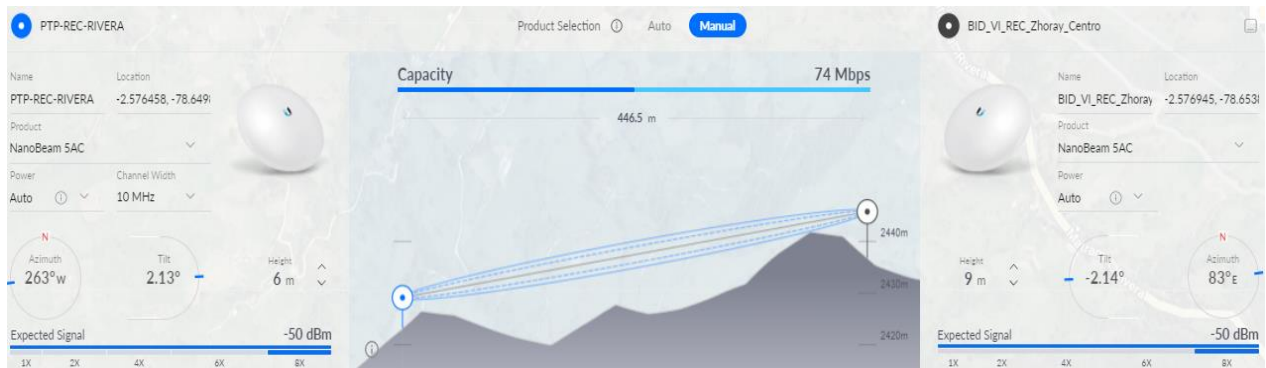 PTP-REC-RIVERA
Product Selection Auto Manual
BID_VI_REC_Zhoray_Centro
Name Location
PTP-REC-RIVERA -2.576458, -78.649
Product
NanoBeam 5AC
Power Channel Width
Auto 10 MHz
N
Azimuth
263°W
Tilt
2.13°
Height
6 m
Expected Signal -50 dBm
1X 2X 4X 6X 8X
Capacity 74 Mbps
446.5 m
2440m
2430m
2420m
Name Location
BID_VI_REC_Zhoray -2.576945, -78.653
Product
NanoBeam 5AC
Power
Auto
Height
9 m
Tilt
-2.14°
N
Azimuth
83°E
Expected Signal -50 dBm
1X 2X 4X 6X 8X